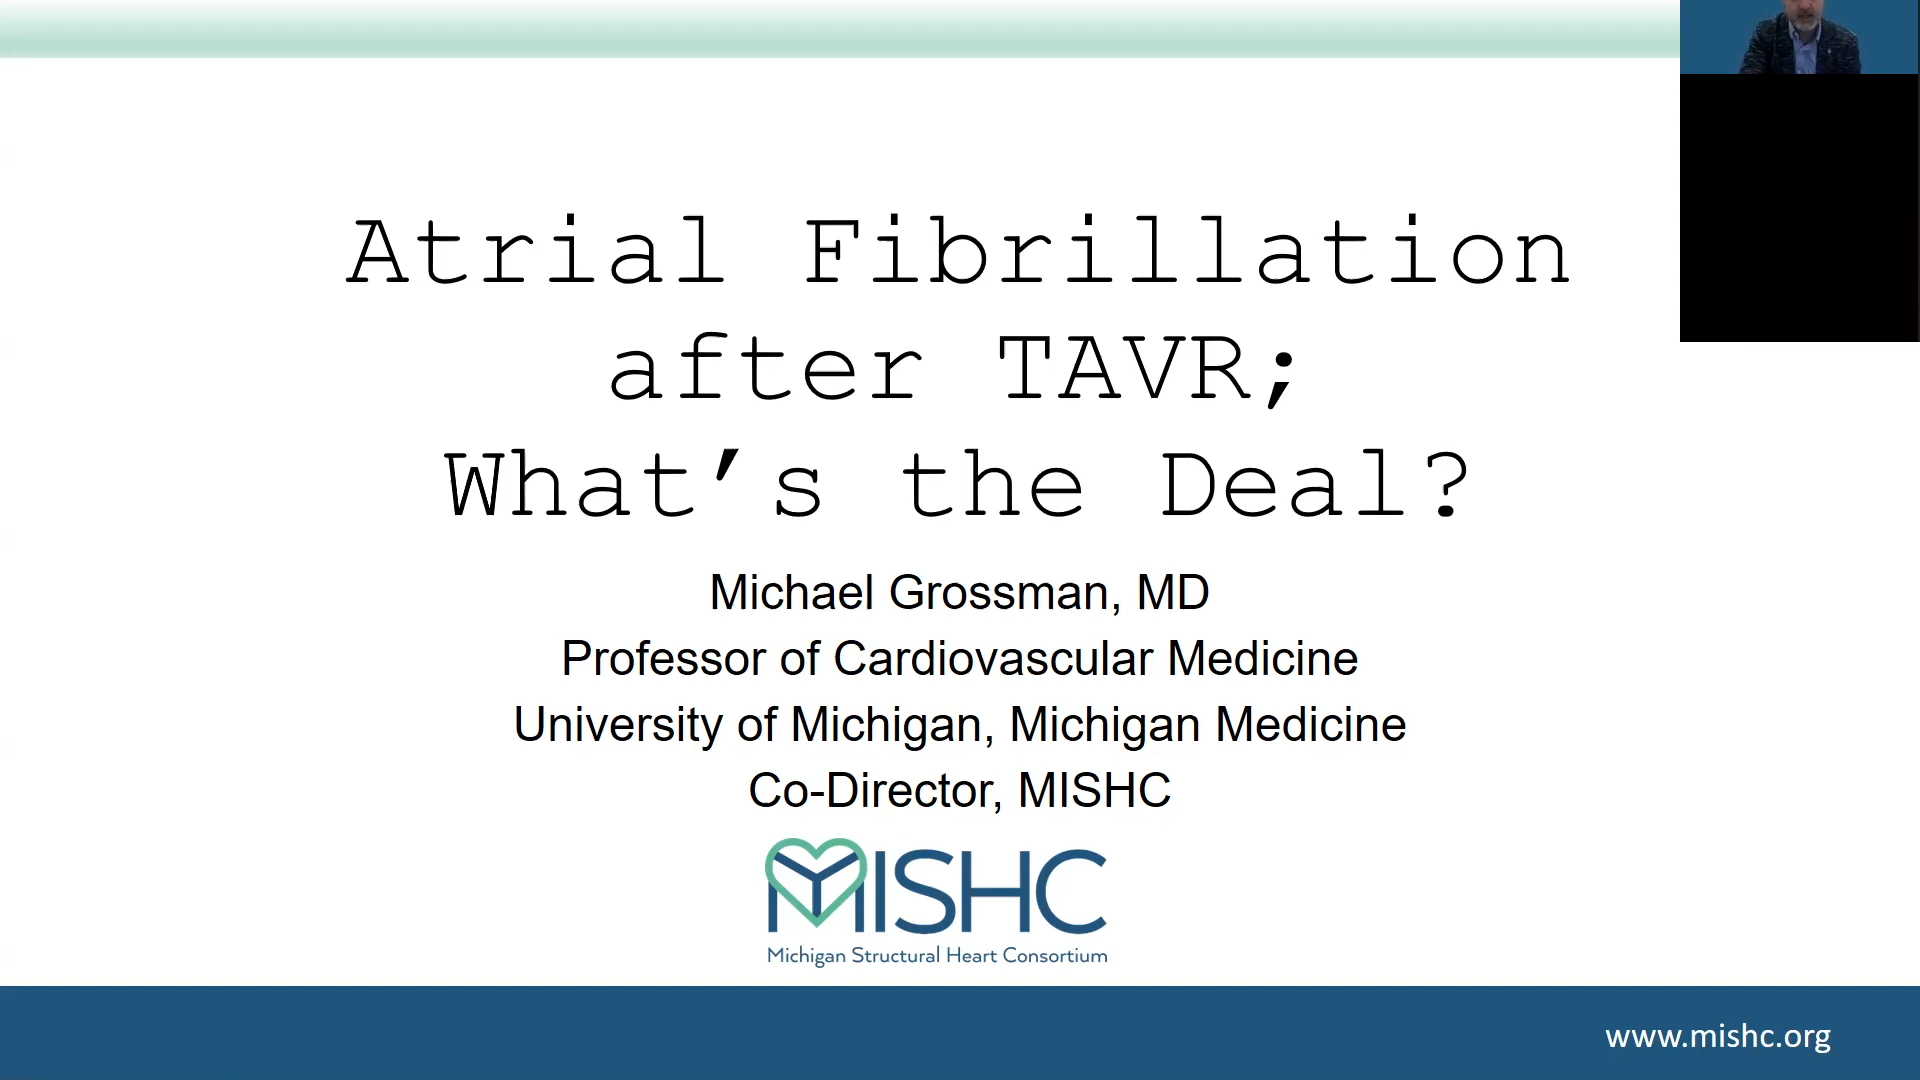 Atrial Fibrillation
after TAVR;
What's the Deal?
Michael Grossman, MD
Professor of Cardiovascular Medicine
University of Michigan, Michigan Medicine
Co-Director, MISHC
MISHC
Michigan Structural Heart Consortium
www.mishc.org